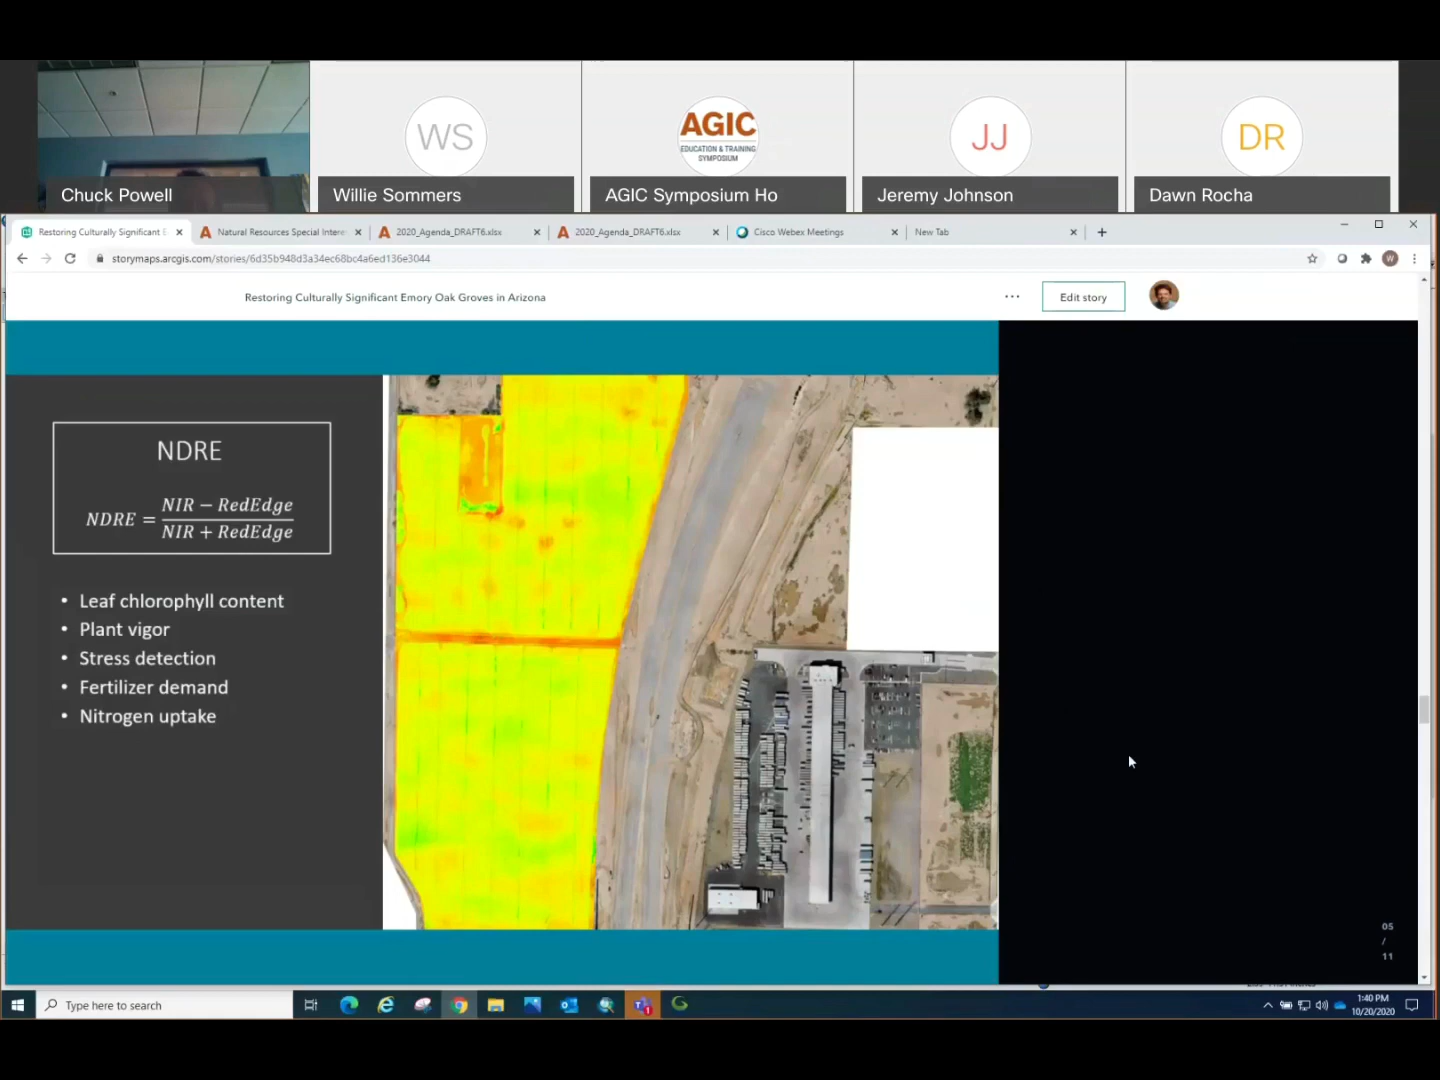 WS
AGIC
EDUCATION & TRAINING
SYMPOSIUM
JJ
DR
Chuck Powell
Willie Sommers
AGIC Symposium Ho
Jeremy Johnson
Dawn Rocha
Restoring Culturally Significant E
Natural Resources Special Intere
2020_Agenda_DRAFT6.xlsx
2020_Agenda_DRAFT6.xlsx
Cisco Webex Meetings
New Tab
storymaps.arcgis.com/stories/6d35b948d3a34ec68bc4a6ed136e3044
W
Restoring Culturally Significant Emory Oak Groves in Arizona
Edit story
NDRE
NDRE = NIR − RedEdge
NIR + RedEdge
• Leaf chlorophyll content
• Plant vigor
• Stress detection
• Fertilizer demand
• Nitrogen uptake
05
/
11
Type here to search
1:40 PM
10/20/2020